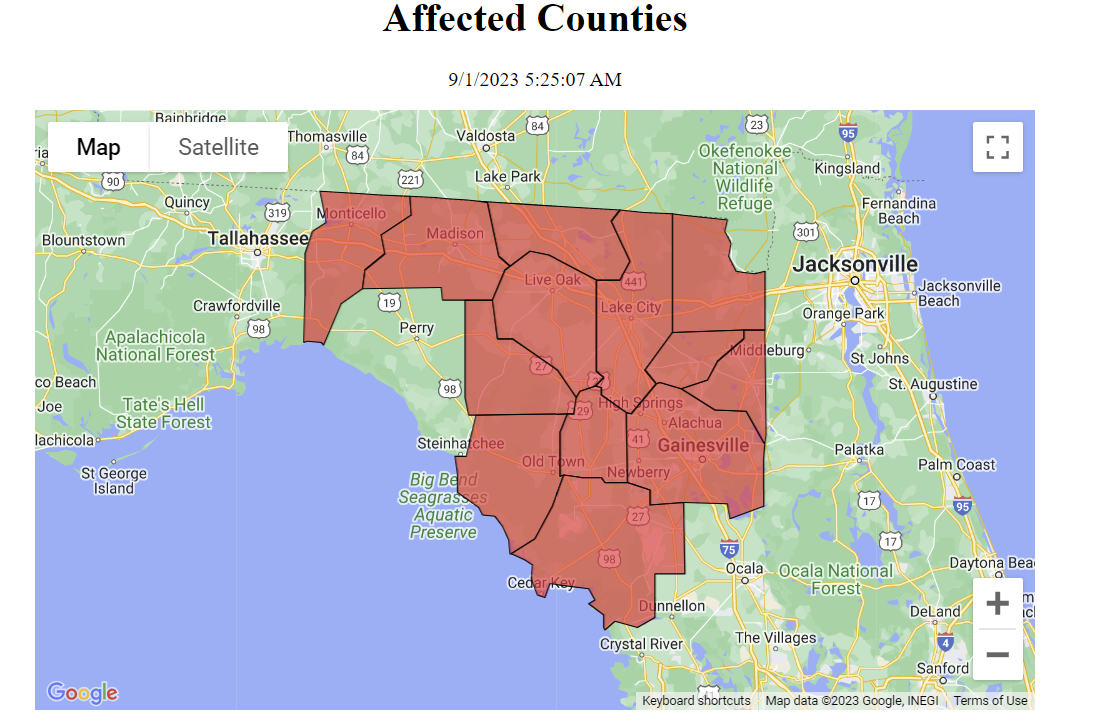 Affected Counties
9/1/2023 5:25:07 AM
Map
Satellite
Bainbridge
Thomasville
84
Valdosta
84
23
95
Kingsland
Okefenokee
National
Wildlife
Refuge
90
221
Lake Park
Quincy
319
Monticello
Fernandina
Beach
Blountstown
Tallahassee
Madison
301
Jacksonville
Live Oak
441
Jacksonville
Beach
Crawfordville
19
Lake City
Orange Park
98
Perry
Apalachicola
National Forest
Middleburg
St Johns
27
co Beach
98
St. Augustine
Joe
Tate's Hell
State Forest
129
High Springs
Alachua
lachicola
Steinhatchee
41
Gainesville
Palatka
St George
Island
Old Town
Newberry
Palm Coast
Big Bend
Seagrasses
Aquatic
Preserve
17
95
27
17
75
98
Ocala
Ocala National
Forest
Daytona Bea
Cedar Key
Dunnellon
DeLand
Crystal River
The Villages
4
Sanford
Google
41
Keyboard shortcuts
Map data ©2023 Google, INEGI
Terms of Use